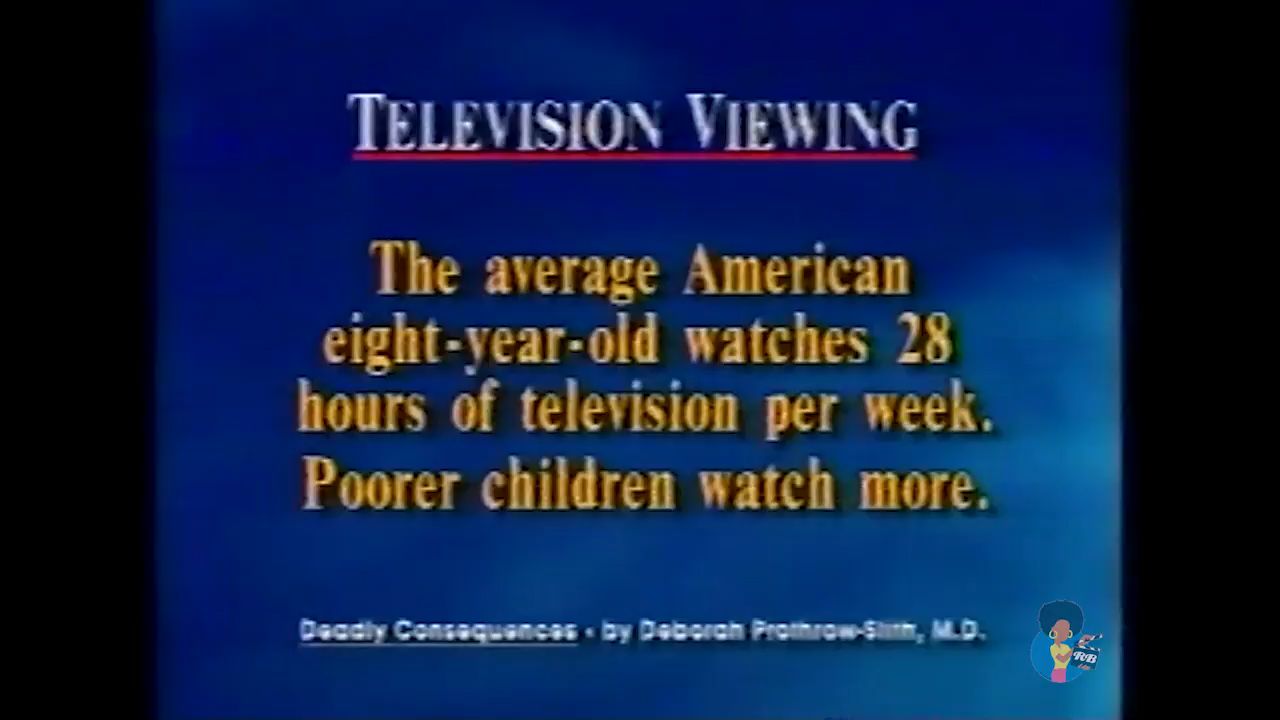 TELEVISION VIEWING
The average American
eight-year-old watches 28
hours of television per week.
Poorer children watch more.
Deadly Consequences - by Deborah Prothrow-Stith, M.D.
RB